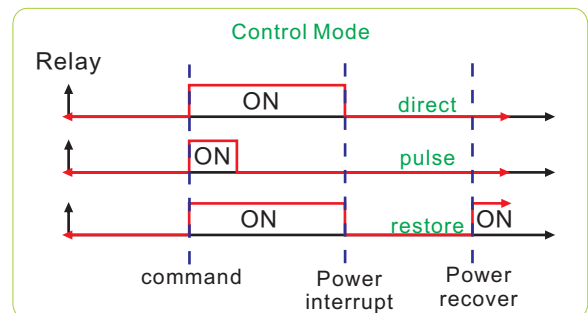 Control Mode
Relay
ON
direct
ON
pulse
ON
restore
ON
command
Power
interrupt
Power
recover